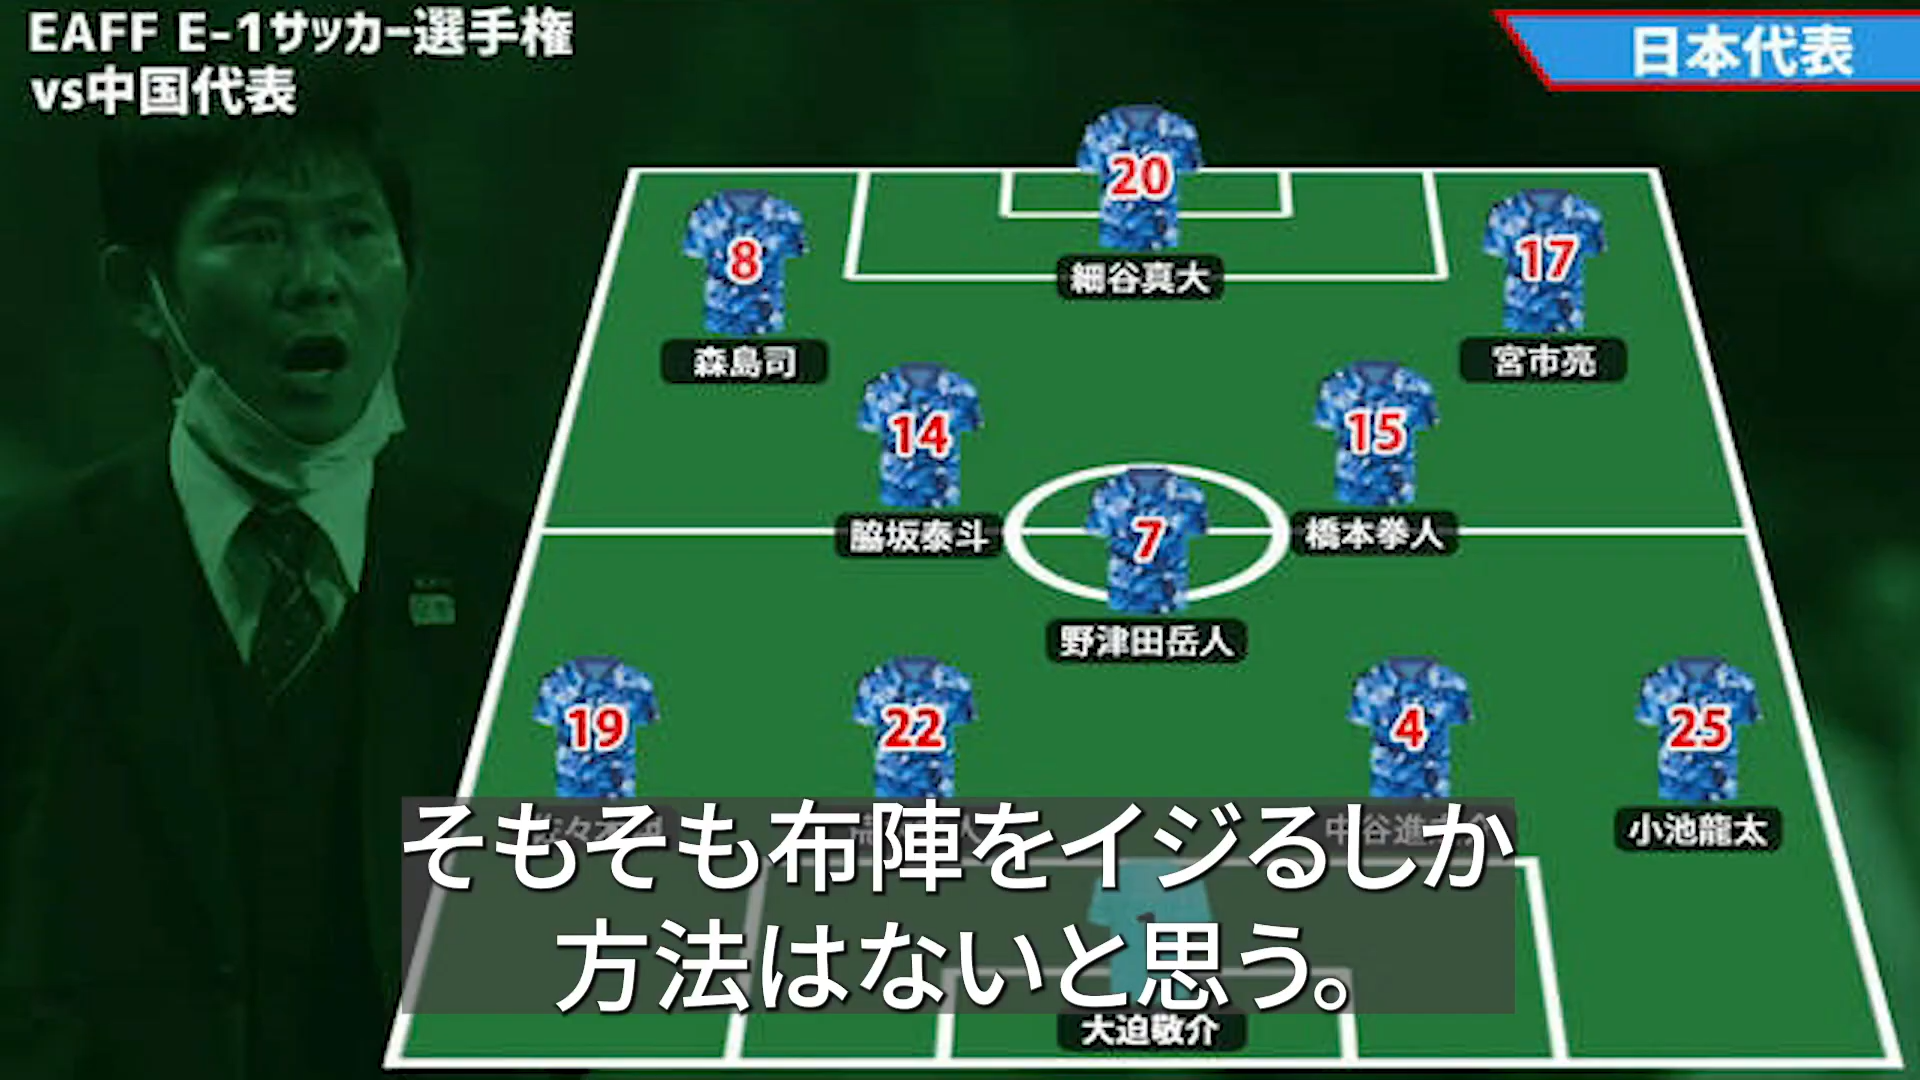 EAFF E-1サッカー選手権
vs中国代表
日本代表
20
細谷真大
8
森島司
17
宮市亮
14
脇坂泰斗
15
橋本拳人
7
野津田岳人
19
22
4
25
小池龍太
そもそも布陣をイジるしか
方法はないと思う。
1
大迫敬介